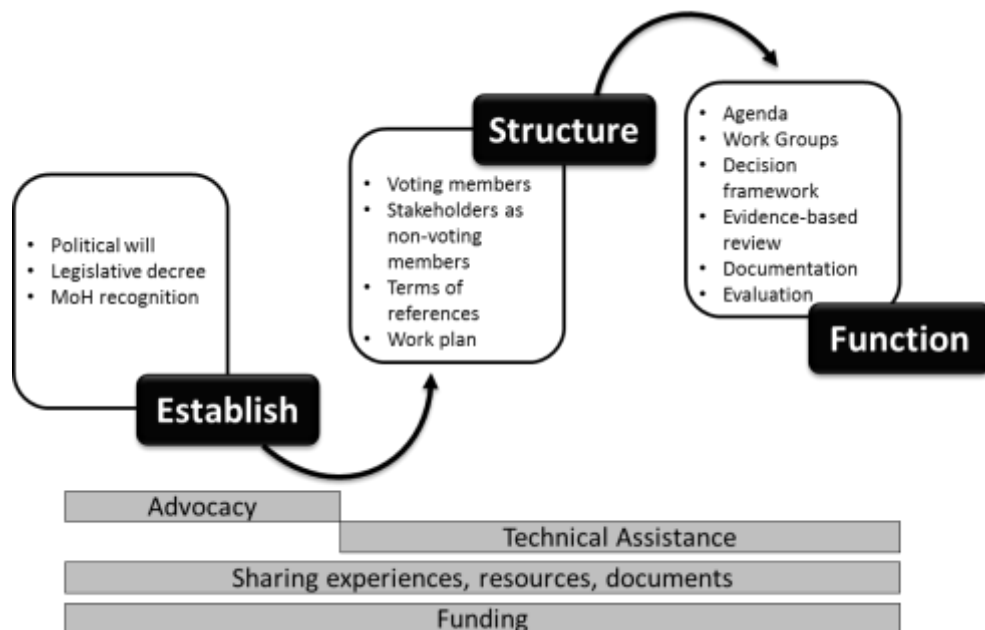 Establish
• Political will
• Legislative decree
• MoH recognition
Structure
• Voting members
• Stakeholders as
non-voting
members
• Terms of
references
• Work plan
Function
• Agenda
• Work Groups
• Decision
framework
• Evidence-based
review
• Documentation
• Evaluation
Advocacy
Technical Assistance
Sharing experiences, resources, documents
Funding